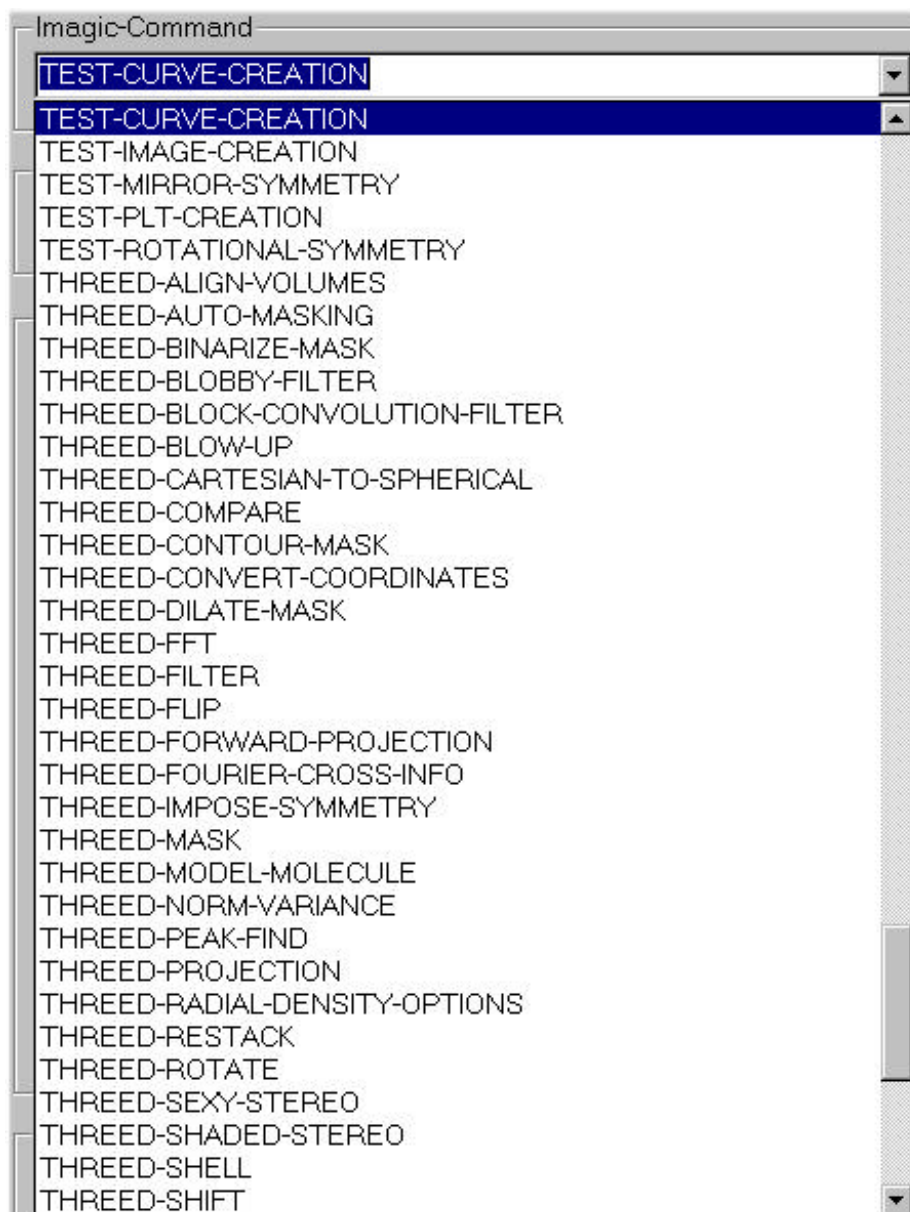 Imagic-Command
TEST-CURVE-CREATION
TEST-CURVE-CREATION
TEST-IMAGE-CREATION
TEST-MIRROR-SYMMETRY
TEST-PLT-CREATION
TEST-ROTATIONAL-SYMMETRY
THREED-ALIGN-VOLUMES
THREED-AUTO-MASKING
THREED-BINARIZE-MASK
THREED-BLOBBY-FILTER
THREED-BLOCK-CONVOLUTION-FILTER
THREED-BLOW-UP
THREED-CARTESIAN-TO-SPHERICAL
THREED-COMPARE
THREED-CONTOUR-MASK
THREED-CONVERT-COORDINATES
THREED-DILATE-MASK
THREED-FFT
THREED-FILTER
THREED-FLIP
THREED-FORWARD-PROJECTION
THREED-FOURIER-CROSS-INFO
THREED-IMPOSE-SYMMETRY
THREED-MASK
THREED-MODEL-MOLECULE
THREED-NORM-VARIANCE
THREED-PEAK-FIND
THREED-PROJECTION
THREED-RADIAL-DENSITY-OPTIONS
THREED-RESTACK
THREED-ROTATE
THREED-SEXY-STEREO
THREED-SHADED-STEREO
THREED-SHELL
THREED-SHIFT